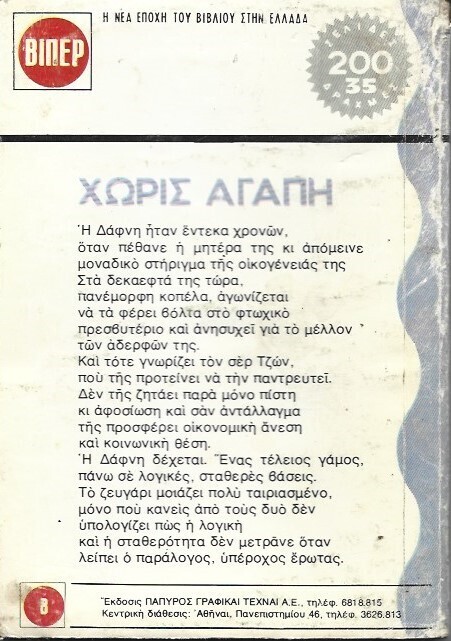 ΒΙΠΕΡ
Η ΝΕΑ ΕΠΟΧΗ ΤΟΥ ΒΙΒΛΙΟΥ ΣΤΗΝ ΕΛΛΑΔΑ
ΣΕΛΙΔΕΣ
200
35
ΔΡΑΧΜΕΣ
ΧΩΡΙΣ ΑΓΑΠΗ
Ἡ Δάφνη ἦταν ἕντεκα χρονῶν,
ὅταν πέθανε ἡ μητέρα της κι ἀπόμεινε
μοναδικό στήριγμα τῆς οἰκογένειάς της
Στὰ δεκαεφτά της τώρα,
πανέμορφη κοπέλα, ἀγωνίζεται
νὰ τὰ φέρει βόλτα στὸ φτωχικό
πρεσβυτέριο καὶ ἀνησυχεῖ γιὰ τὸ μέλλον
τῶν ἀδερφῶν της.
Καὶ τότε γνωρίζει τὸν σὲρ Τζών,
ποὺ τῆς προτείνει νὰ τὴν παντρευτεῖ.
Δὲν τῆς ζητάει παρὰ μόνο πίστη
κι ἀφοσίωση καὶ σὰν ἀντάλλαγμα
τῆς προσφέρει οἰκονομικὴ ἄνεση
καὶ κοινωνικὴ θέση.
Ἡ Δάφνη δέχεται. Ἕνας τέλειος γάμος,
πάνω σὲ λογικές, σταθερὲς βάσεις.
Τὸ ζευγάρι μοιάζει πολὺ ταιριασμένο,
μόνο ποὺ κανεὶς ἀπὸ τοὺς δυὸ δὲν
ὑπολογίζει πὼς ἡ λογικὴ
καὶ ἡ σταθερότητα δὲν μετρᾶνε ὅταν
λείπει ὁ παράλογος, ὑπέροχος ἔρωτας.
Β
Ἔκδοσις ΠΑΠΥΡΟΣ ΓΡΑΦΙΚΑΙ ΤΕΧΝΑΙ Α.Ε., τηλέφ. 6818.815
Κεντρικὴ διάθεσις: Ἀθῆναι, Πανεπιστημίου 46, τηλέφ. 3626.813